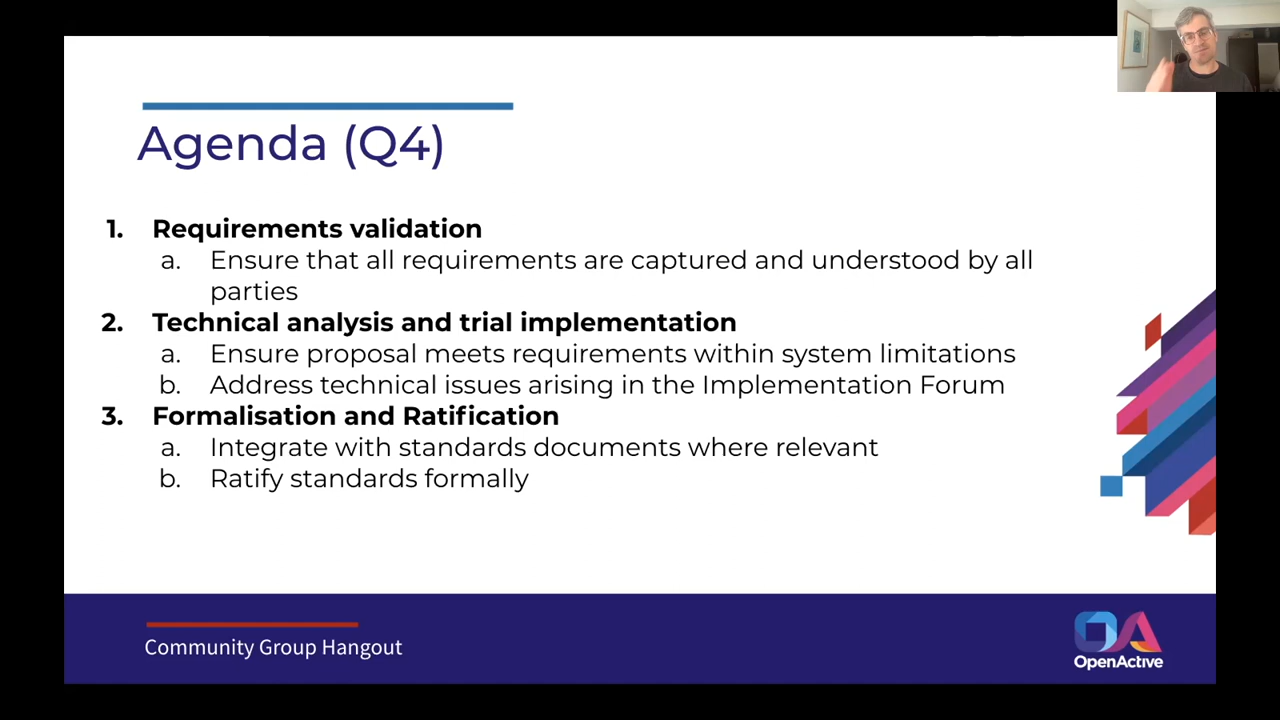 Agenda (Q4)
1. Requirements validation
a. Ensure that all requirements are captured and understood by all
parties
2. Technical analysis and trial implementation
a. Ensure proposal meets requirements within system limitations
b. Address technical issues arising in the Implementation Forum
3. Formalisation and Ratification
a. Integrate with standards documents where relevant
b. Ratify standards formally
Community Group Hangout
OA
OpenActive